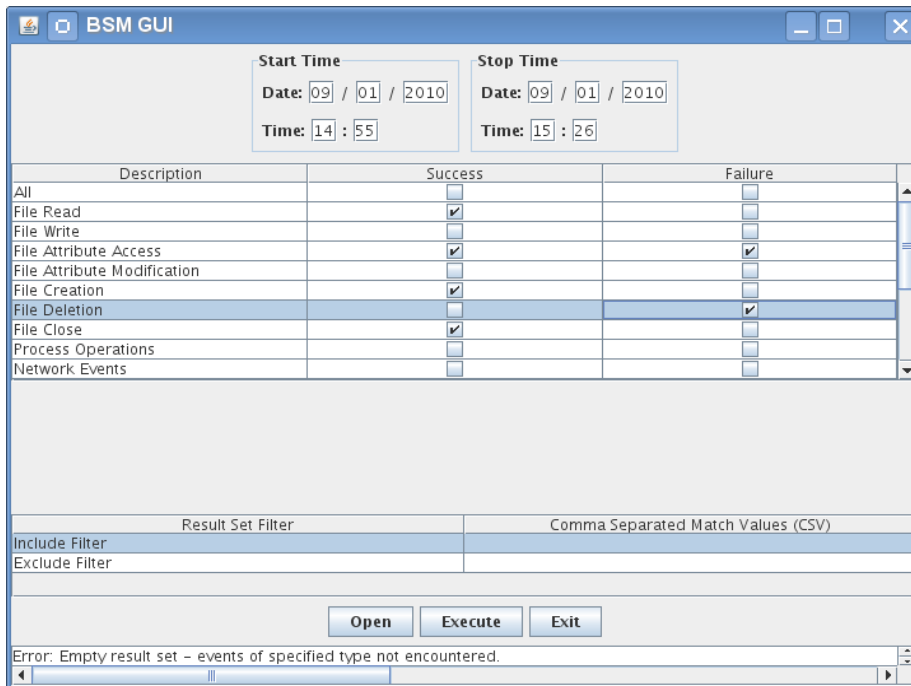 BSM GUI
Start Time
Date: 09 / 01 / 2010
Time: 14 : 55
Stop Time
Date: 09 / 01 / 2010
Time: 15 : 26
Description Success Failure
All
File Read
File Write
File Attribute Access
File Attribute Modification
File Creation
File Deletion
File Close
Process Operations
Network Events
Result Set Filter Comma Separated Match Values (CSV)
Include Filter
Exclude Filter
Open Execute Exit
Error: Empty result set – events of specified type not encountered.